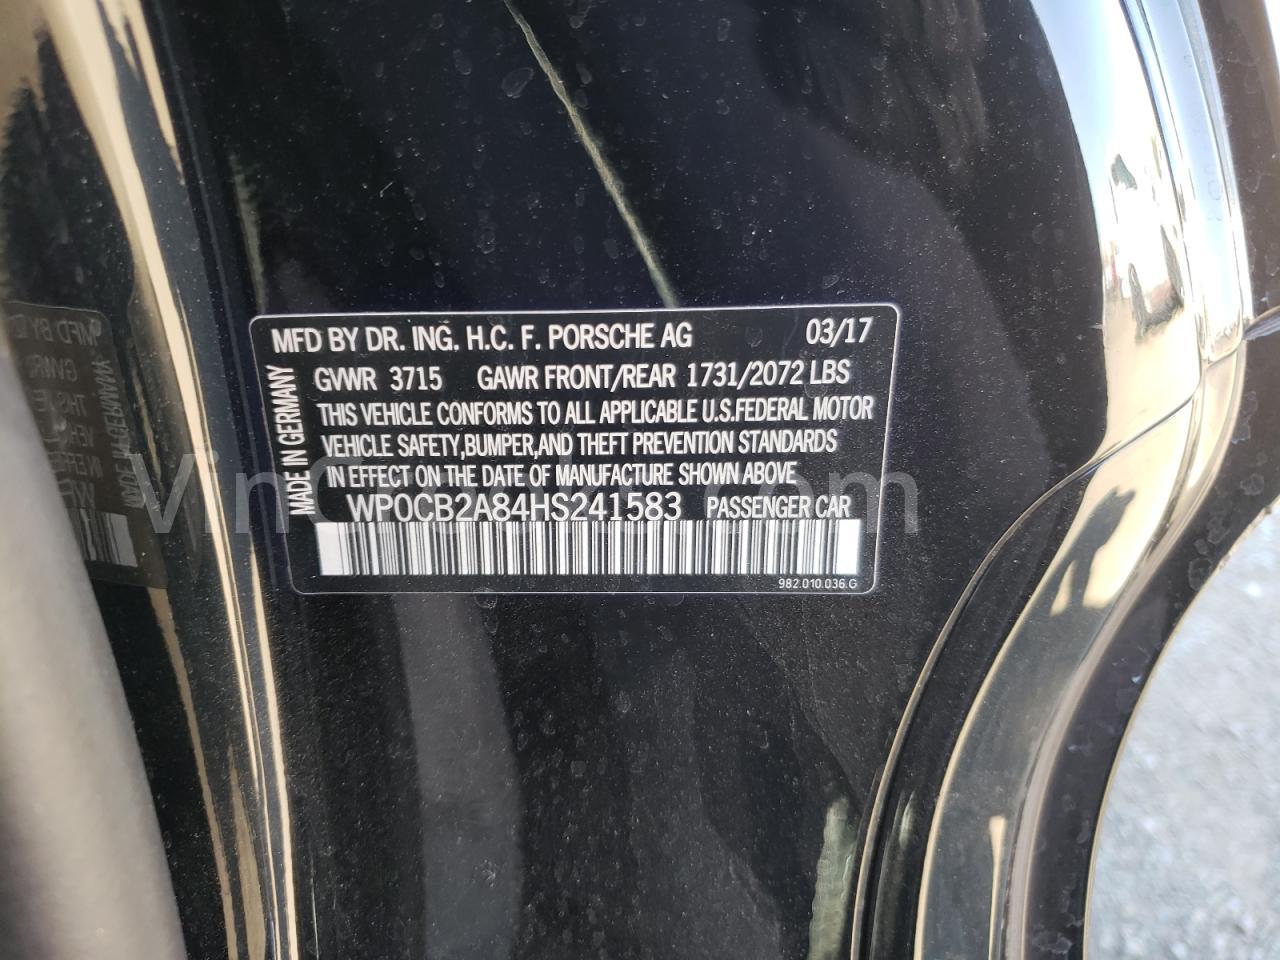 MFD BY DR. ING. H.C. F. PORSCHE AG 03/17
GVWR 3715 GAWR FRONT/REAR 1731/2072 LBS
THIS VEHICLE CONFORMS TO ALL APPLICABLE U.S.FEDERAL MOTOR
VEHICLE SAFETY,BUMPER,AND THEFT PREVENTION STANDARDS
IN EFFECT ON THE DATE OF MANUFACTURE SHOWN ABOVE
WP0CB2A84HS241583 PASSENGER CAR
982.010.036.G
MADE IN GERMANY